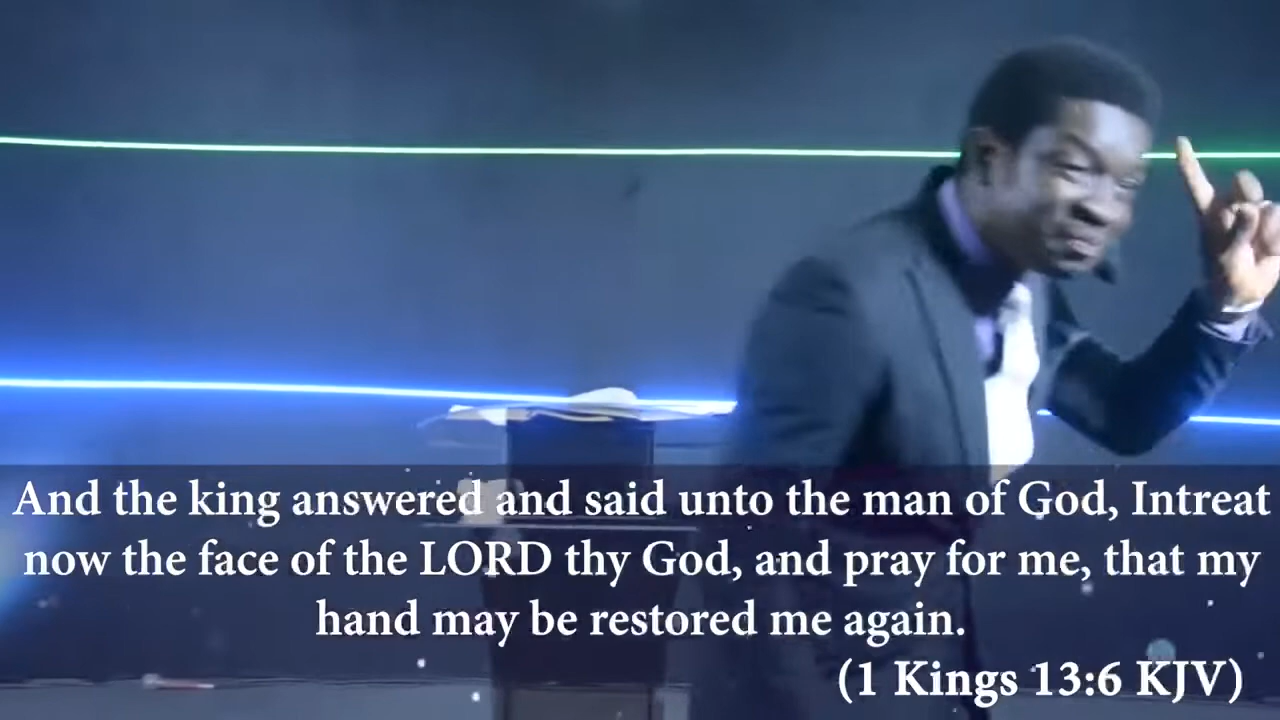 And the king answered and said unto the man of God, Intreat
now the face of the LORD thy God, and pray for me, that my
hand may be restored me again.
(1 Kings 13:6 KJV)